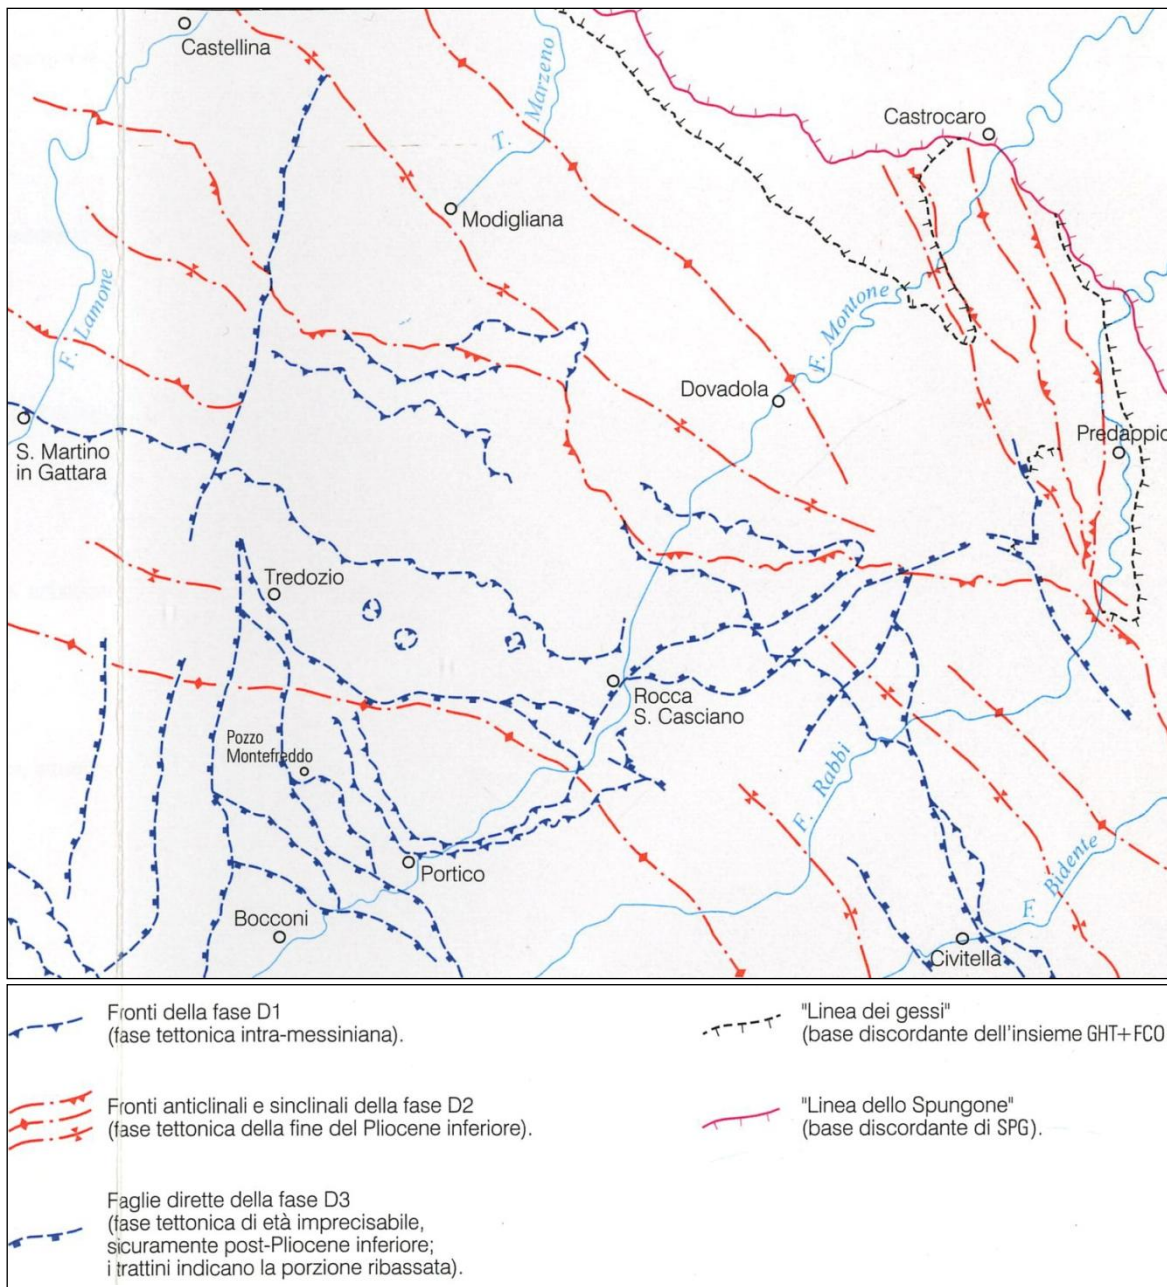 Castellina
T. Marzeno
Castrocaro
Modigliana
F. Lamone
F. Montone
Dovadola
S. Martino
in Gattara
Predappio
Tredozio
Rocca
S. Casciano
Pozzo
Montefreddo
F. Rabbi
Portico
Bocconi
F. Bidente
Civitella
Fronti della fase D1
(fase tettonica intra-messiniana).
"Linea dei gessi"
(base discordante dell'insieme GHT+FCO
Fronti anticlinali e sinclinali della fase D2
(fase tettonica della fine del Pliocene inferiore).
"Linea dello Spungone"
(base discordante di SPG).
Faglie dirette della fase D3
(fase tettonica di età imprecisabile,
sicuramente post-Pliocene inferiore;
i trattini indicano la porzione ribassata).